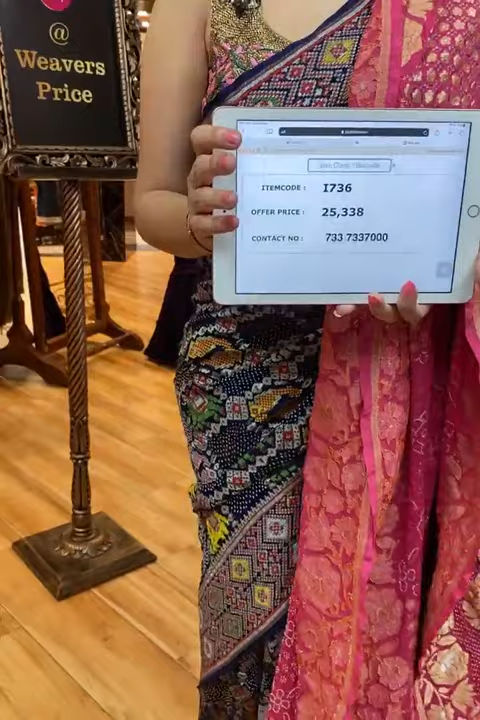 @
Weavers
Price
ITEMCODE : I736
OFFER PRICE : 25,338
CONTACT NO : 733 7337000